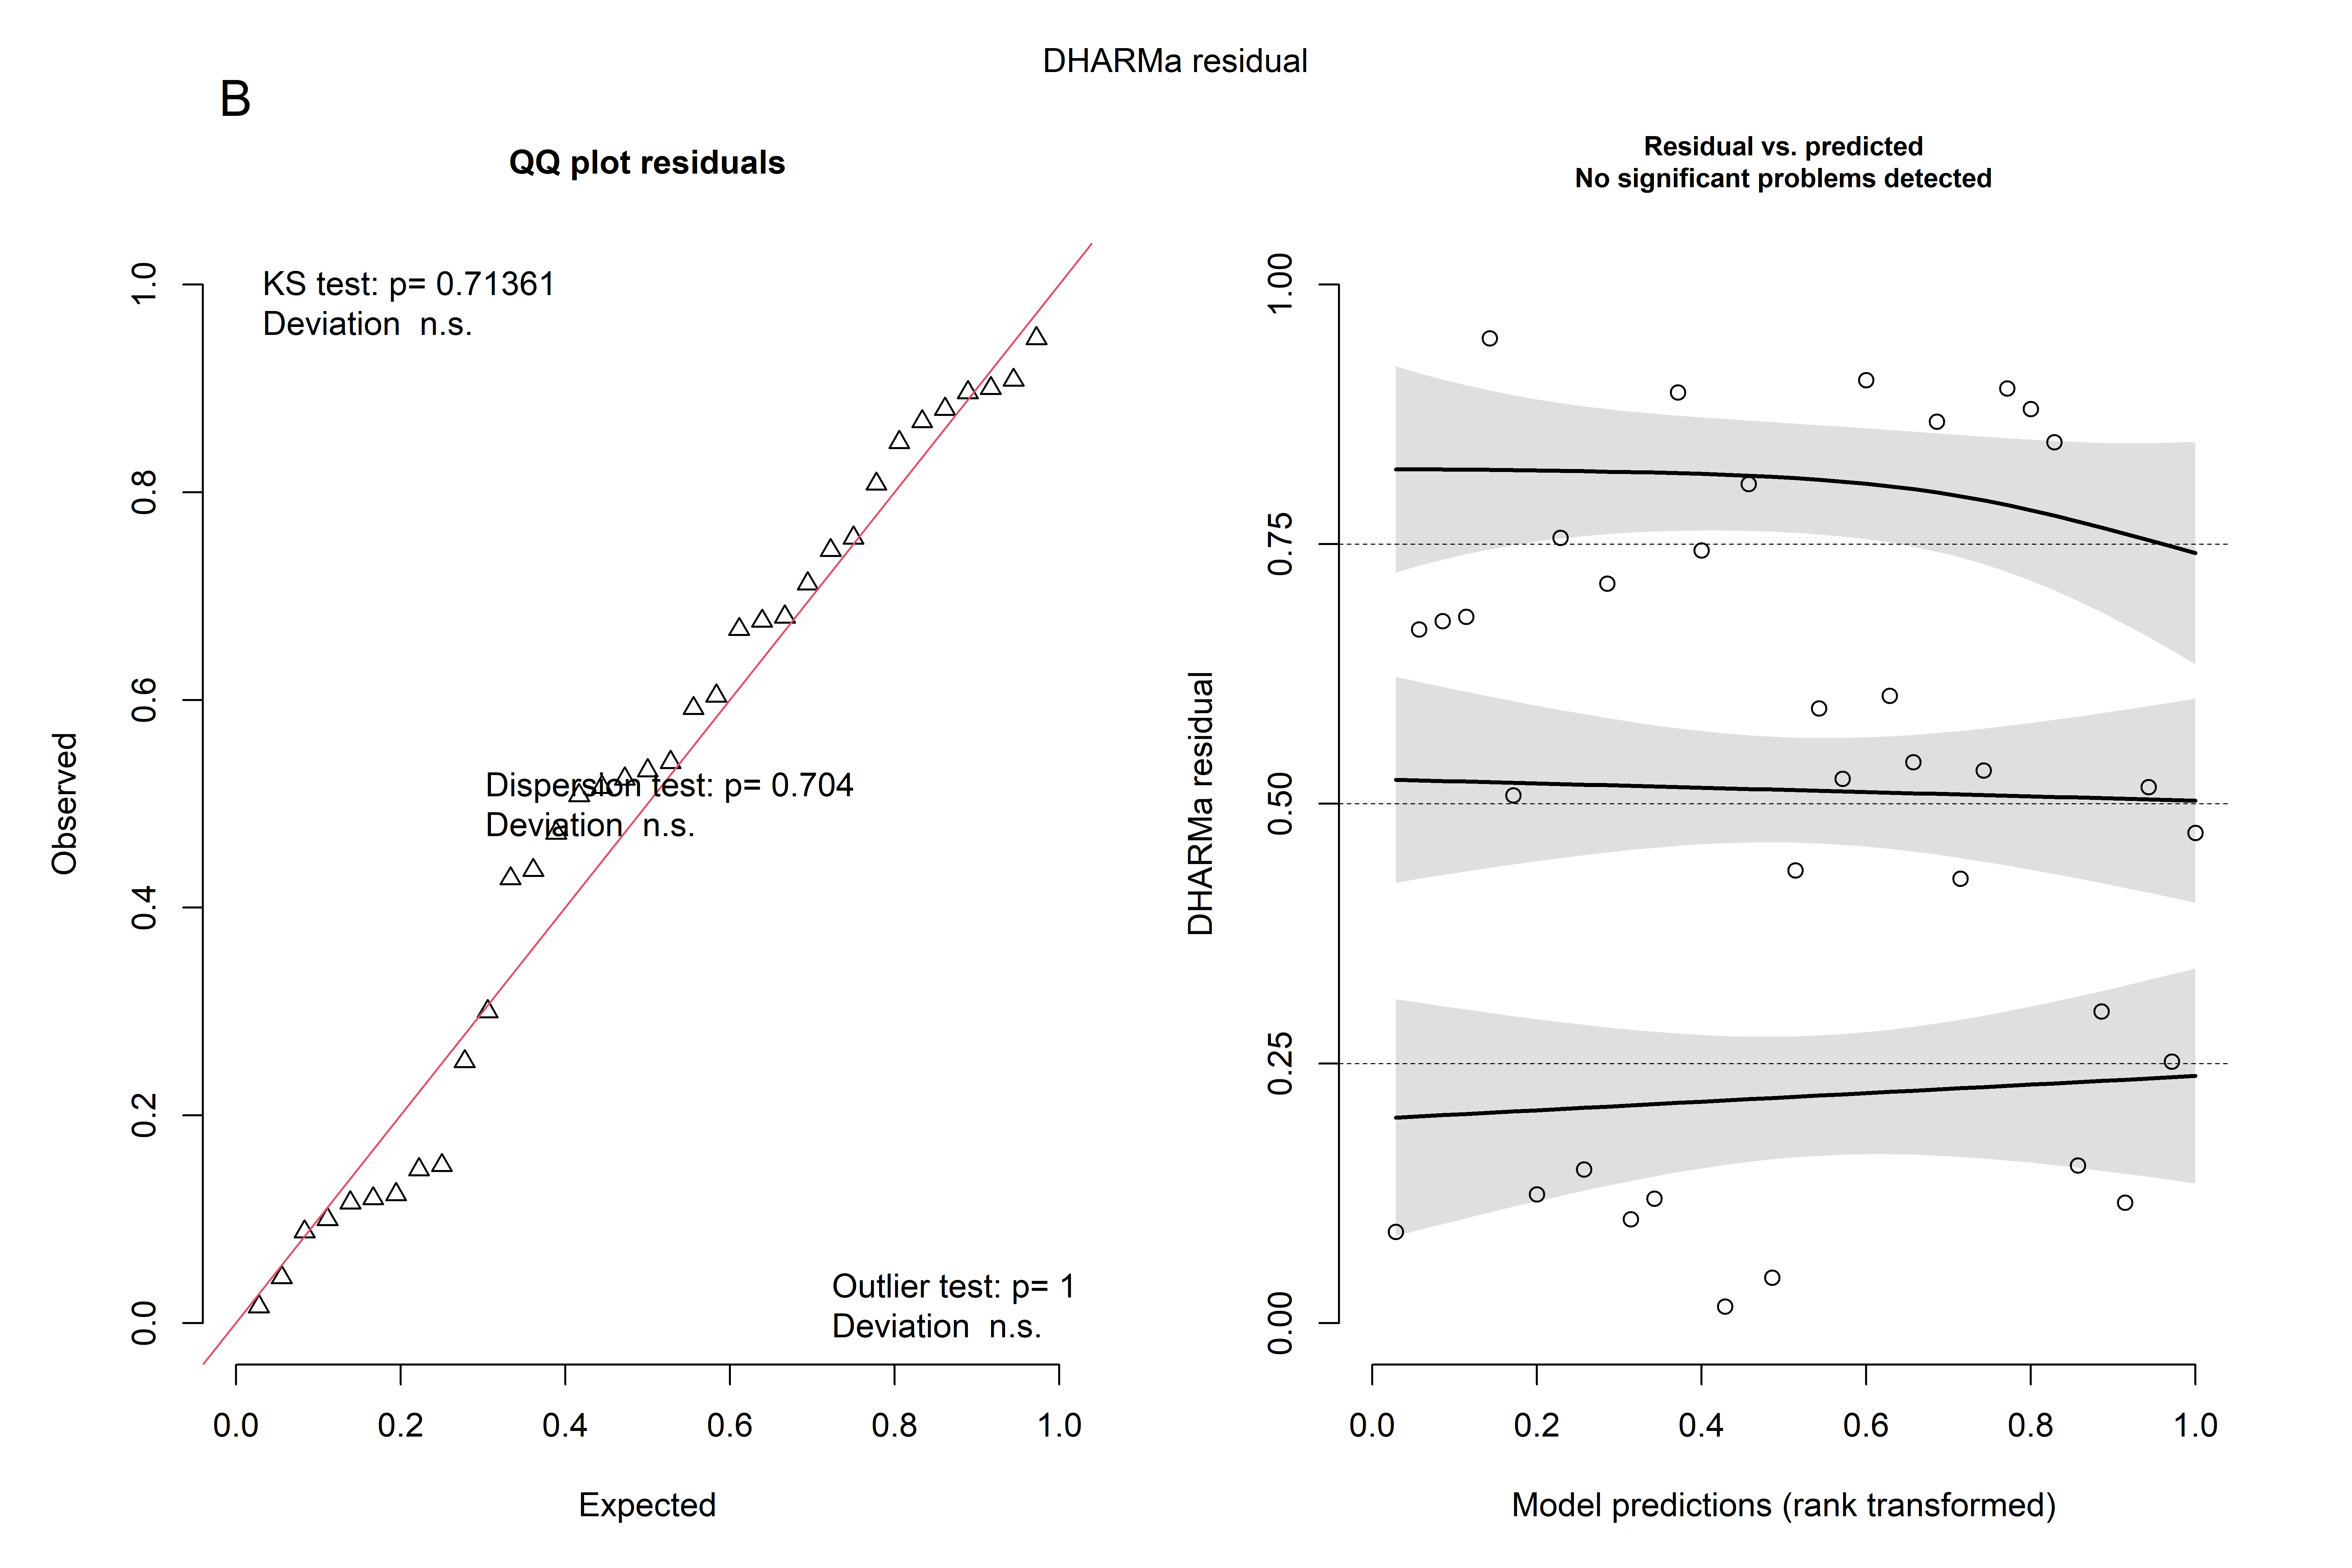 DHARMa residual
B
QQ plot residuals
KS test: p= 0.71361
Deviation  n.s.
Dispersion test: p= 0.704
Deviation  n.s.
Outlier test: p= 1
Deviation  n.s.
Observed
1.0
0.8
0.6
0.4
0.2
0.0
0.0 0.2 0.4 0.6 0.8 1.0
Expected
Residual vs. predicted
No significant problems detected
DHARMa residual
1.00
0.75
0.50
0.25
0.00
0.0 0.2 0.4 0.6 0.8 1.0
Model predictions (rank transformed)